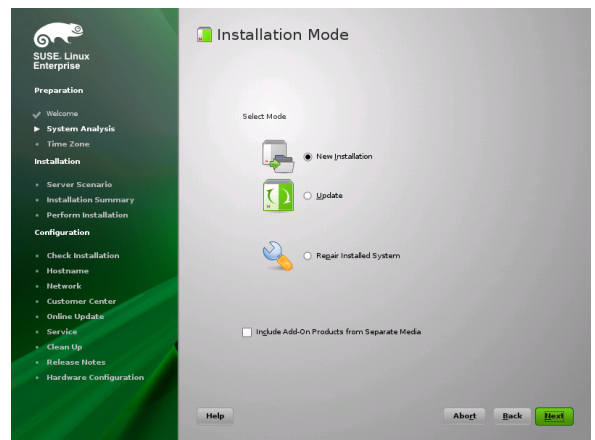 SUSE. Linux
Enterprise
Preparation
Welcome
System Analysis
Time Zone
Installation
Server Scenario
Installation Summary
Perform Installation
Configuration
Check Installation
Hostname
Network
Customer Center
Online Update
Service
Clean Up
Release Notes
Hardware Configuration
Installation Mode
Select Mode
New Installation
Update
Repair Installed System
Include Add-On Products from Separate Media
Help
Abort
Back
Next